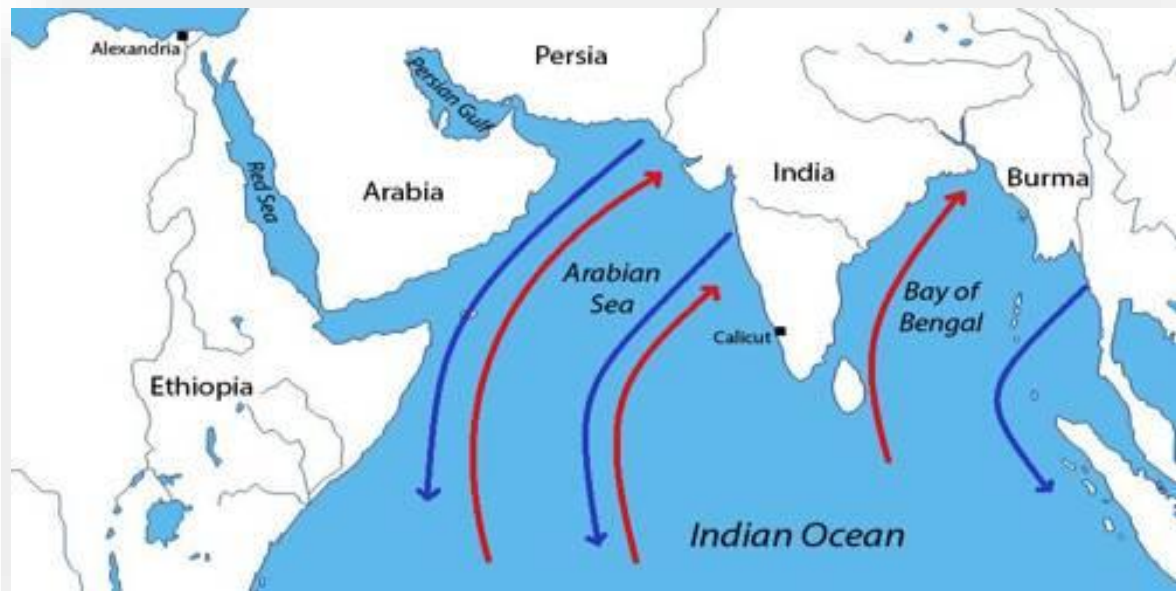 Alexandria
Persia
Persian Gulf
Red Sea
Arabia
India
Burma
Arabian
Sea
Bay of
Bengal
Calicut
Ethiopia
Indian Ocean